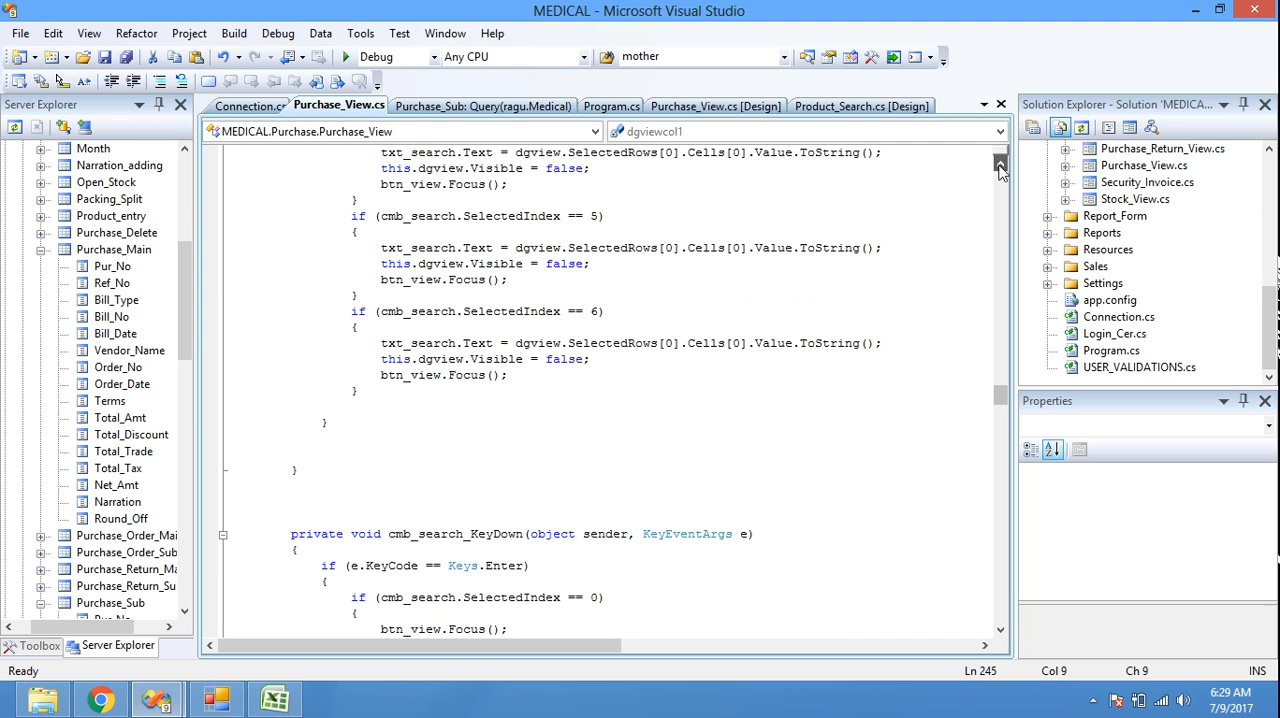 MEDICAL - Microsoft Visual Studio
File Edit View Refactor Project Build Debug Data Tools Test Window Help
Debug Any CPU mother
Server Explorer
Month
Narration_adding
Open_Stock
Packing_Split
Product_entry
Purchase_Delete
Purchase_Main
Pur_No
Ref_No
Bill_Type
Bill_No
Bill_Date
Vendor_Name
Order_No
Order_Date
Terms
Total_Amt
Total_Discount
Total_Trade
Total_Tax
Net_Amt
Narration
Round_Off
Purchase_Order_Mai
Purchase_Order_Sub
Purchase_Return_Ma
Purchase_Return_Su
Purchase_Sub
Toolbox Server Explorer
Connection.cs Purchase_View.cs Purchase_Sub: Query(ragu.Medical) Program.cs Purchase_View.cs [Design] Product_Search.cs [Design]
MEDICAL.Purchase.Purchase_View dgviewcol1
txt_search.Text = dgview.SelectedRows[0].Cells[0].Value.ToString();
this.dgview.Visible = false;
btn_view.Focus();
}
if (cmb_search.SelectedIndex == 5)
{
txt_search.Text = dgview.SelectedRows[0].Cells[0].Value.ToString();
this.dgview.Visible = false;
btn_view.Focus();
}
if (cmb_search.SelectedIndex == 6)
{
txt_search.Text = dgview.SelectedRows[0].Cells[0].Value.ToString();
this.dgview.Visible = false;
btn_view.Focus();
}
}
}
private void cmb_search_KeyDown(object sender, KeyEventArgs e)
{
if (e.KeyCode == Keys.Enter)
{
if (cmb_search.SelectedIndex == 0)
{
btn_view.Focus();
Solution Explorer - Solution 'MEDICA...
Purchase_Return_View.cs
Purchase_View.cs
Security_Invoice.cs
Stock_View.cs
Report_Form
Reports
Resources
Sales
Settings
app.config
Connection.cs
Login_Cer.cs
Program.cs
USER_VALIDATIONS.cs
Properties
Ready Ln 245 Col 9 Ch 9 INS
6:29 AM
7/9/2017